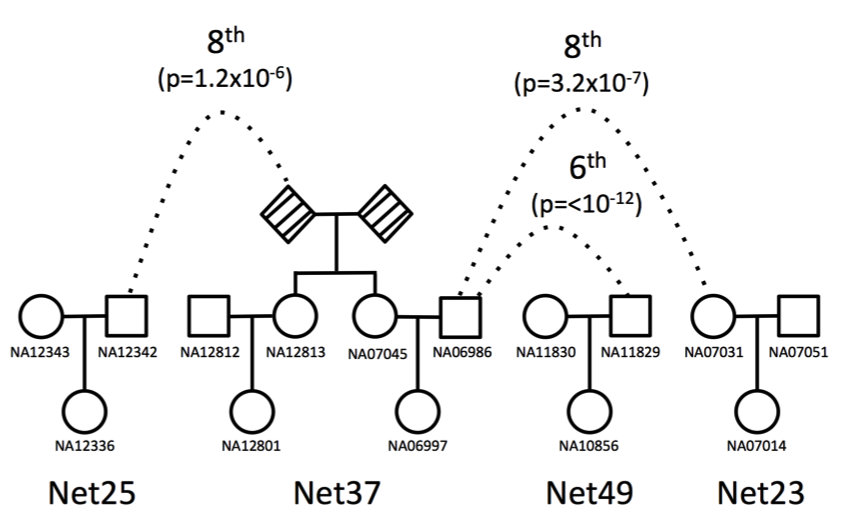 8th 8th
(p=1.2x10-6) (p=3.2x10-7)
6th
(p=<10-12)
NA12343 NA12342 NA12812 NA12813 NA07045 NA06986 NA11830 NA11829 NA07031 NA07051
NA12336 NA12801 NA06997 NA10856 NA07014
Net25 Net37 Net49 Net23